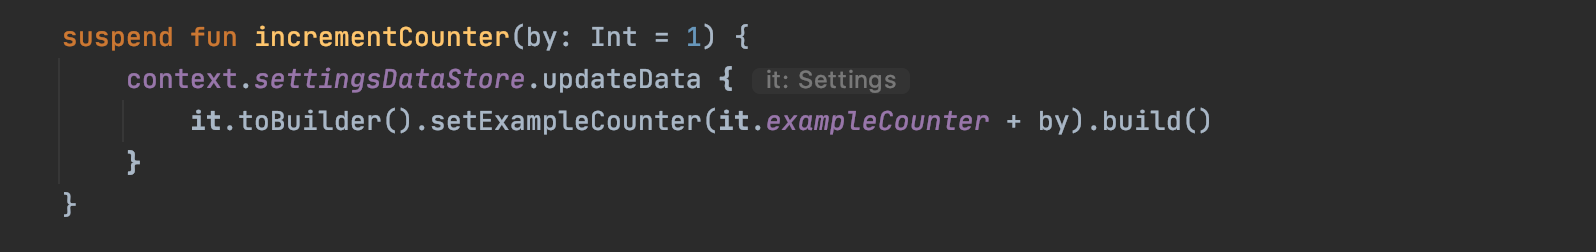 suspend fun incrementCounter(by: Int = 1) {
    context.settingsDataStore.updateData { it: Settings
        it.toBuilder().setExampleCounter(it.exampleCounter + by).build()
    }
}